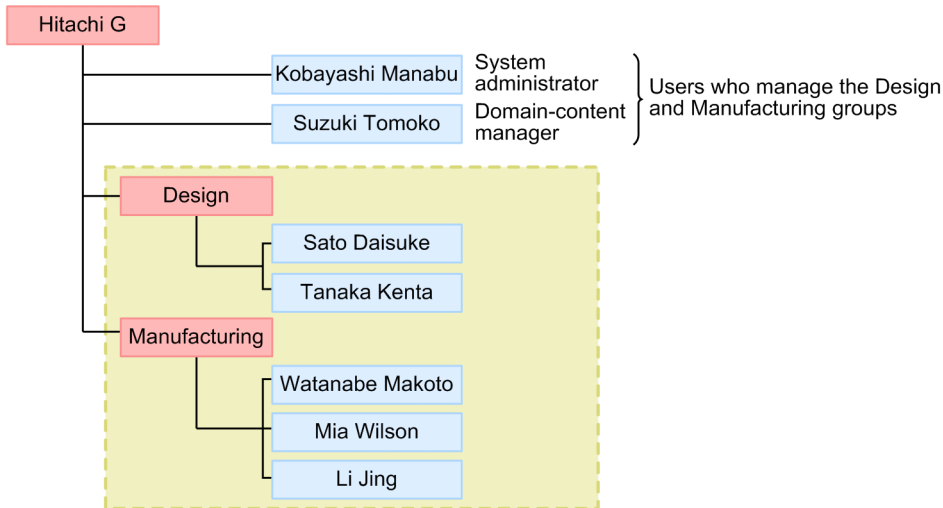 Hitachi G
Kobayashi Manabu
System
administrator
Suzuki Tomoko
Domain-content
manager
Users who manage the Design
and Manufacturing groups
Design
Sato Daisuke
Tanaka Kenta
Manufacturing
Watanabe Makoto
Mia Wilson
Li Jing